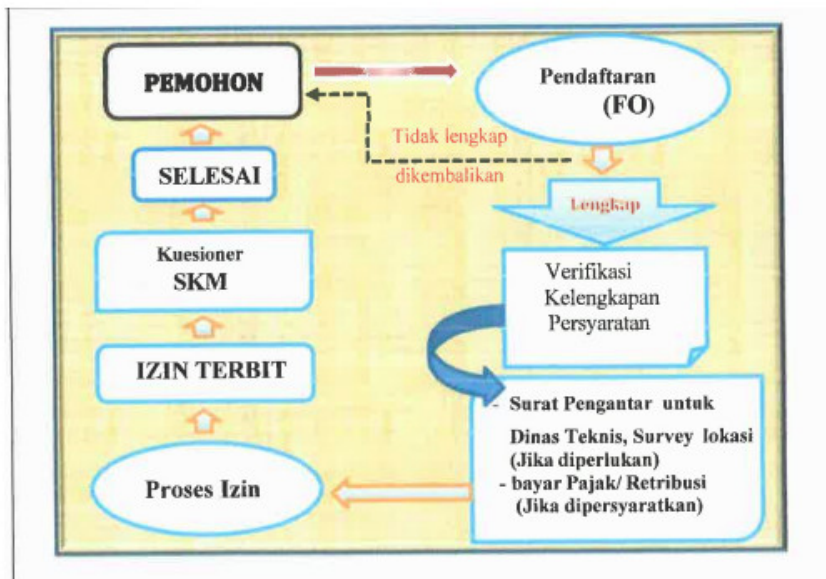 PEMOHON
Pendaftaran
(FO)
Tidak lengkap
dikembalikan
Lengkap
Verifikasi
Kelengkapan
Persyaratan
- Surat Pengantar untuk
Dinas Teknis, Survey lokasi
(Jika diperlukan)
- bayar Pajak/ Retribusi
(Jika dipersyaratkan)
Proses Izin
IZIN TERBIT
Kuesioner
SKM
SELESAI